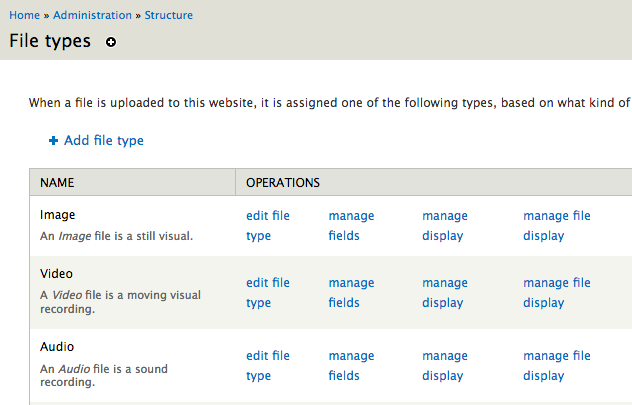 Home » Administration » Structure
File types
When a file is uploaded to this website, it is assigned one of the following types, based on what kind of
Add file type
NAME OPERATIONS
Image edit file manage manage manage file
An Image file is a still visual. type fields display display
Video edit file manage manage manage file
A Video file is a moving visual type fields display display
recording.
Audio edit file manage manage manage file
An Audio file is a sound type fields display display
recording.